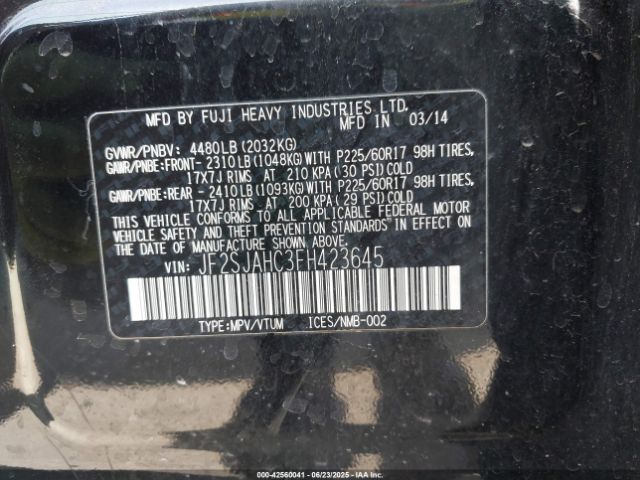 MFD BY FUJI HEAVY INDUSTRIES LTD.
MFD IN 03/14
GVWR/PNBV: 4480LB(2032KG)
GAWR/PNBE:FRONT- 2310LB(1048KG)WITH P225/60R17 98H TIRES,
17X7J RIMS AT 210 KPA(30 PSI)COLD
GAWR/PNBE:REAR - 2410LB(1093KG)WITH P225/60R17 98H TIRES,
17X7J RIMS AT 200 KPA(29 PSI)COLD
THIS VEHICLE CONFORMS TO ALL APPLICABLE FEDERAL MOTOR
VEHICLE SAFETY AND THEFT PREVENTION STANDARDS IN EFFECT ON
THE DATE OF MANUFACTURE SHOWN ABOVE.
VIN: JF2SJAHC3FH423645
TYPE:MPV/VTUM ICES/NMB-002
000-42560041 - 06/23/2025 - IAAI.COM